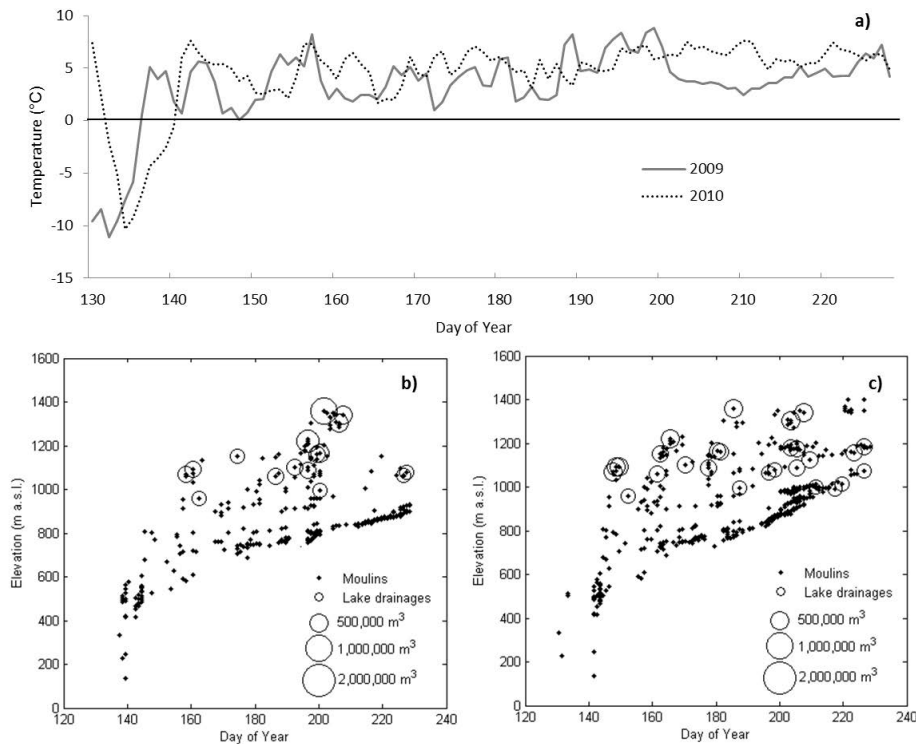 a)
Temperature (°C)
10
5
0
-5
-10
-15
2009
2010
130 140 150 160 170 180 190 200 210 220
Day of Year
b)
Elevation (m a.s.l.)
1600
1400
1200
1000
800
600
400
200
0
Moulins
Lake drainages
500,000 m³
1,000,000 m³
2,000,000 m³
120 140 160 180 200 220 240
Day of Year
c)
Elevation (m a.s.l.)
1600
1400
1200
1000
800
600
400
200
0
Moulins
Lake drainages
500,000 m³
1,000,000 m³
2,000,000 m³
120 140 160 180 200 220 240
Day of Year